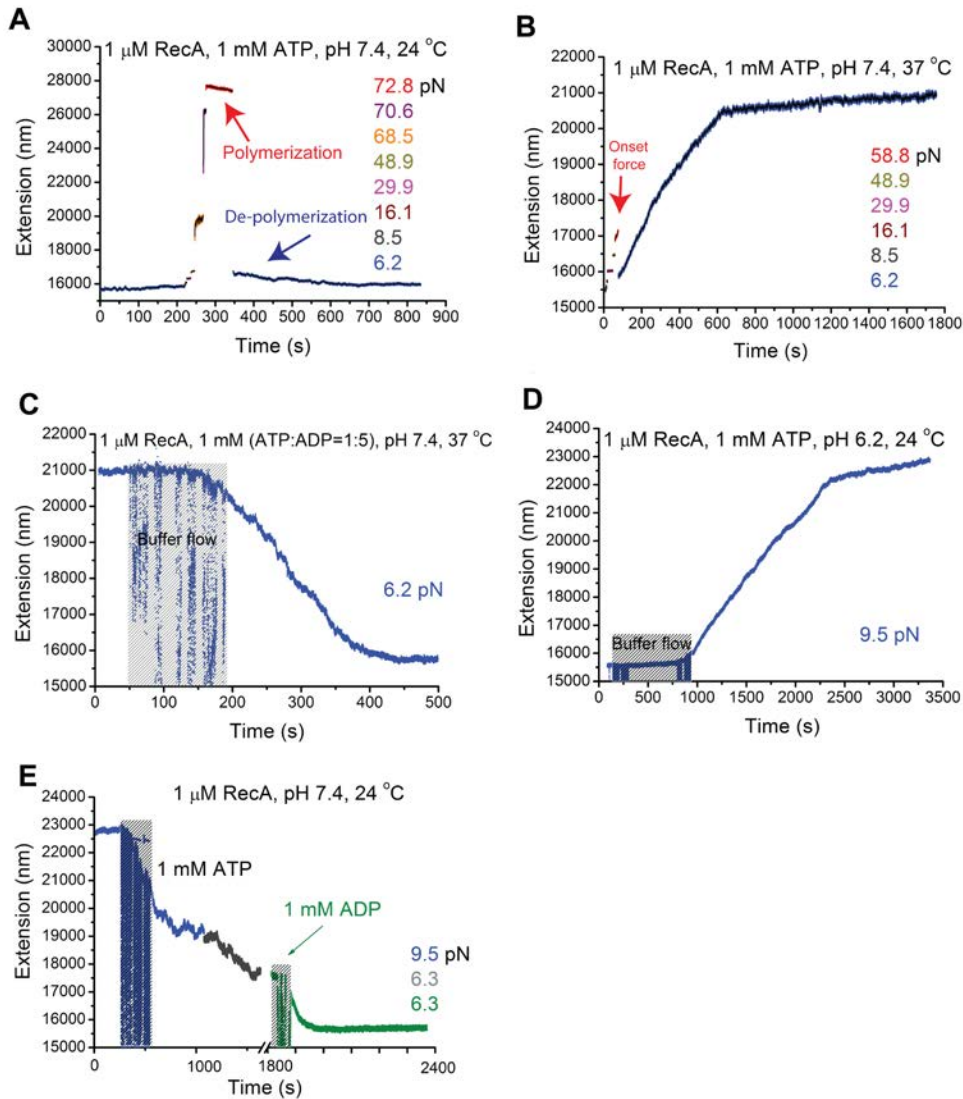 A
1 μM RecA, 1 mM ATP, pH 7.4, 24 °C
30000
28000
26000
24000
22000
20000
18000
16000
Extension (nm)
72.8 pN
70.6
68.5
48.9
29.9
16.1
8.5
6.2
Polymerization
De-polymerization
0 100 200 300 400 500 600 700 800 900
Time (s)
B
1 μM RecA, 1 mM ATP, pH 7.4, 37 °C
22000
21000
20000
19000
18000
17000
16000
15000
Extension (nm)
Onset
force
58.8 pN
48.9
29.9
16.1
8.5
6.2
0 200 400 600 800 1000 1200 1400 1600 1800
Time (s)
C
1 μM RecA, 1 mM (ATP:ADP=1:5), pH 7.4, 37 °C
22000
21000
20000
19000
18000
17000
16000
15000
Extension (nm)
Buffer flow
6.2 pN
0 100 200 300 400 500
Time (s)
D
1 μM RecA, 1 mM ATP, pH 6.2, 24 °C
24000
23000
22000
21000
20000
19000
18000
17000
16000
15000
Extension (nm)
Buffer flow
9.5 pN
0 500 1000 1500 2000 2500 3000 3500
Time (s)
E
1 μM RecA, pH 7.4, 24 °C
24000
23000
22000
21000
20000
19000
18000
17000
16000
15000
Extension (nm)
1 mM ATP
1 mM ADP
9.5 pN
6.3
6.3
0 1000 1800 2400
Time (s)